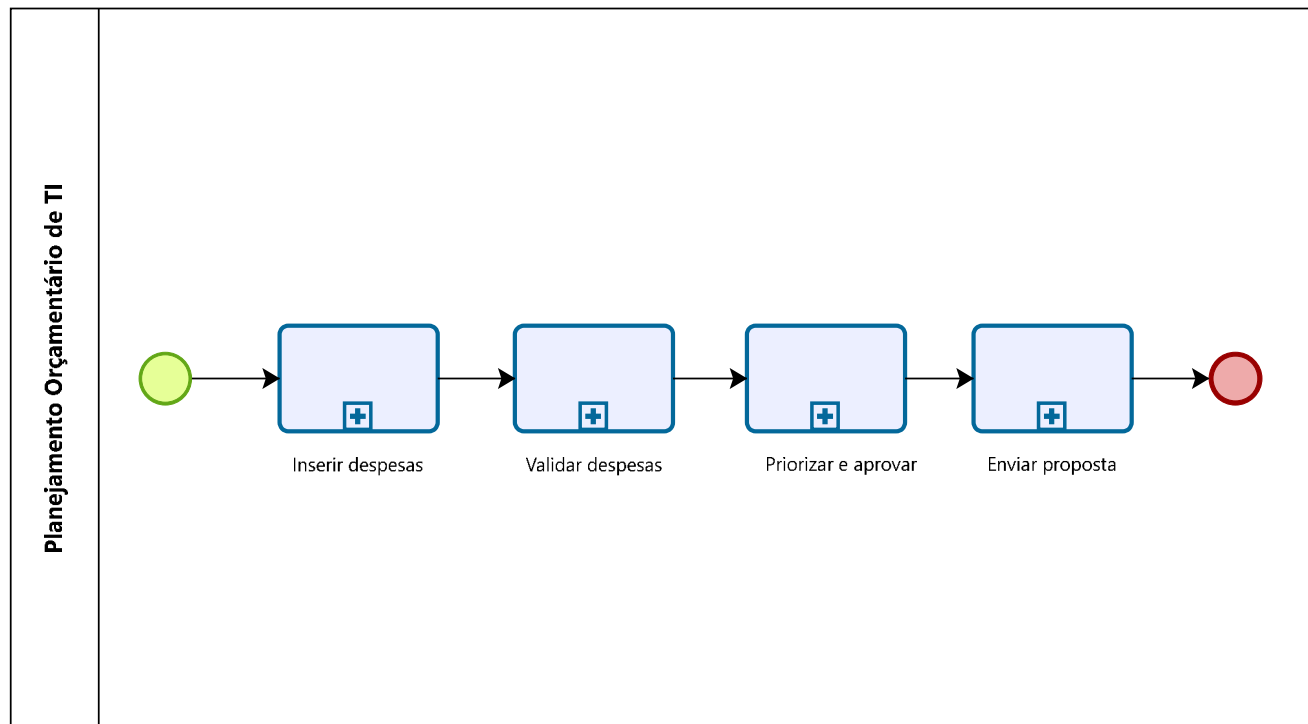 Planejamento Orçamentário de TI
Inserir despesas
Validar despesas
Priorizar e aprovar
Enviar proposta